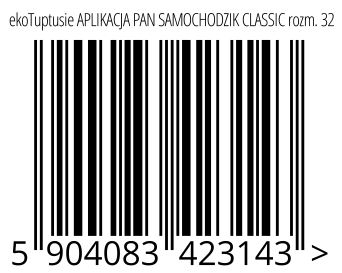 ekoTuptusie APLIKACJA PAN SAMOCHODZIK CLASSIC rozm. 32
5 904083 423143 >